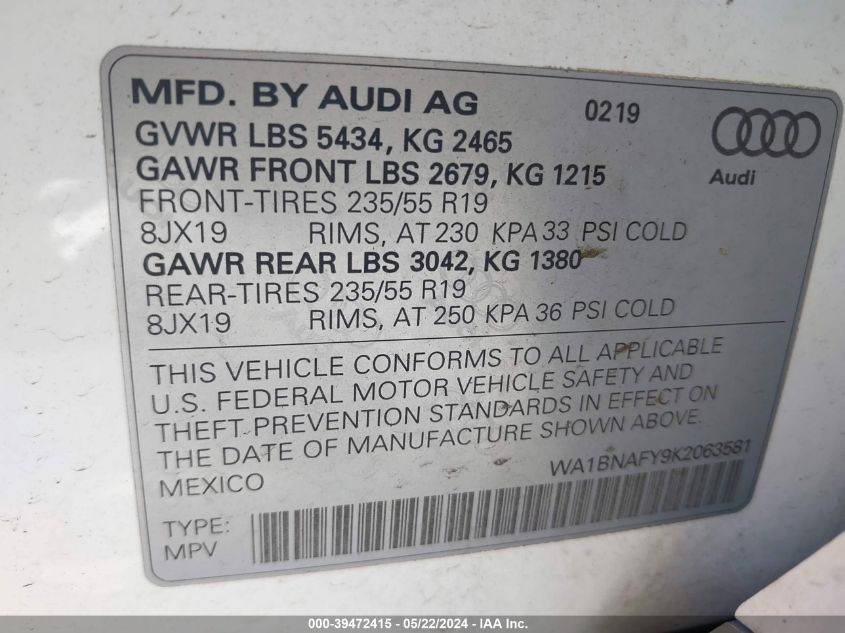 MFD. BY AUDI AG 0219
GVWR LBS 5434, KG 2465
GAWR FRONT LBS 2679, KG 1215
Audi
FRONT-TIRES 235/55 R19
8JX19 RIMS, AT 230 KPA 33 PSI COLD
GAWR REAR LBS 3042, KG 1380
REAR-TIRES 235/55 R19
8JX19 RIMS, AT 250 KPA 36 PSI COLD
THIS VEHICLE CONFORMS TO ALL APPLICABLE
U.S. FEDERAL MOTOR VEHICLE SAFETY AND
THEFT PREVENTION STANDARDS IN EFFECT ON
THE DATE OF MANUFACTURE SHOWN ABOVE.
MEXICO WA1BNAFY9K2063581
TYPE:
MPV
000-39472415 - 05/22/2024 - IAA Inc.